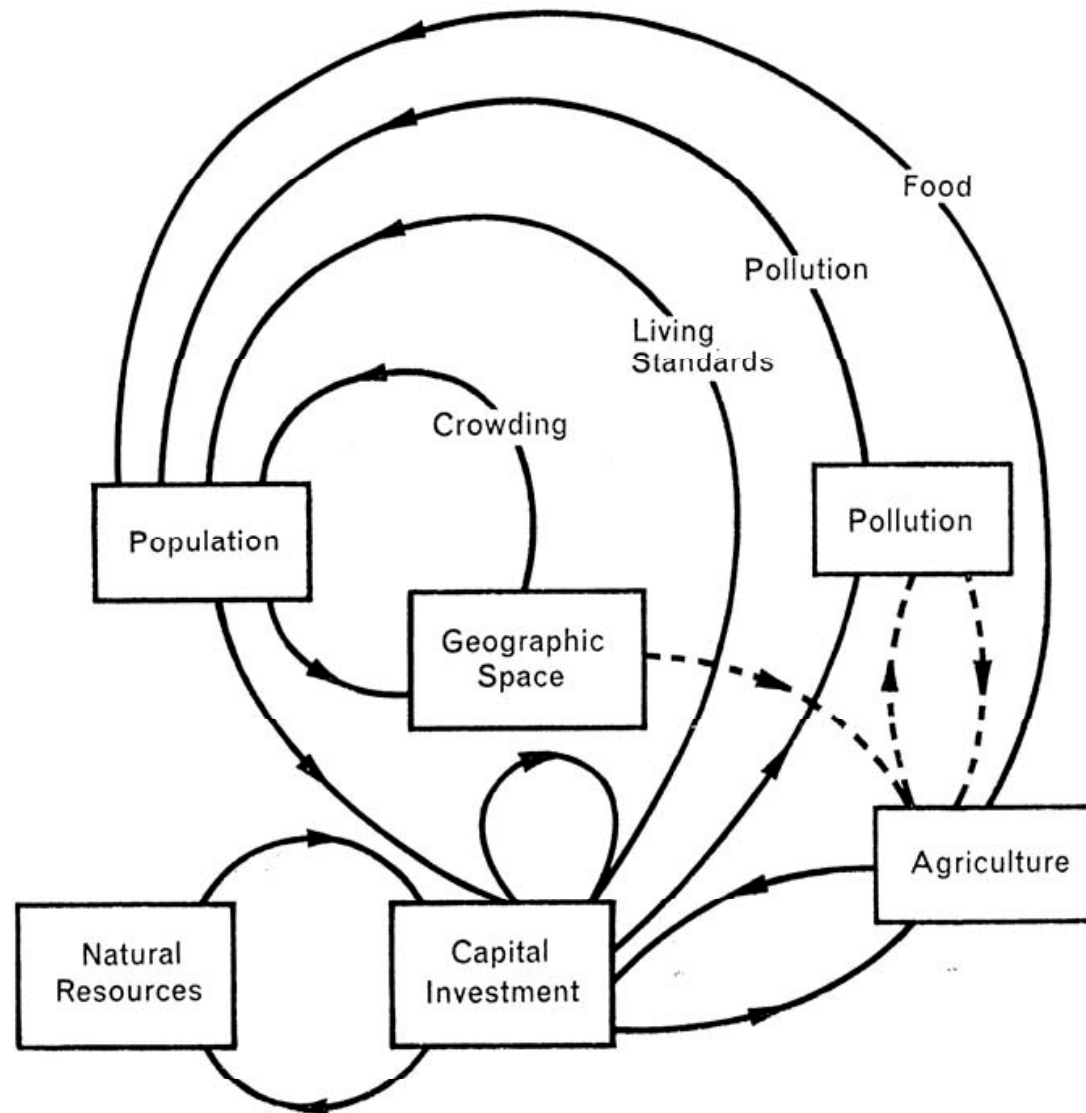 Food
Pollution
Living
Standards
Crowding
Population
Pollution
Geographic
Space
Agriculture
Natural
Resources
Capital
Investment